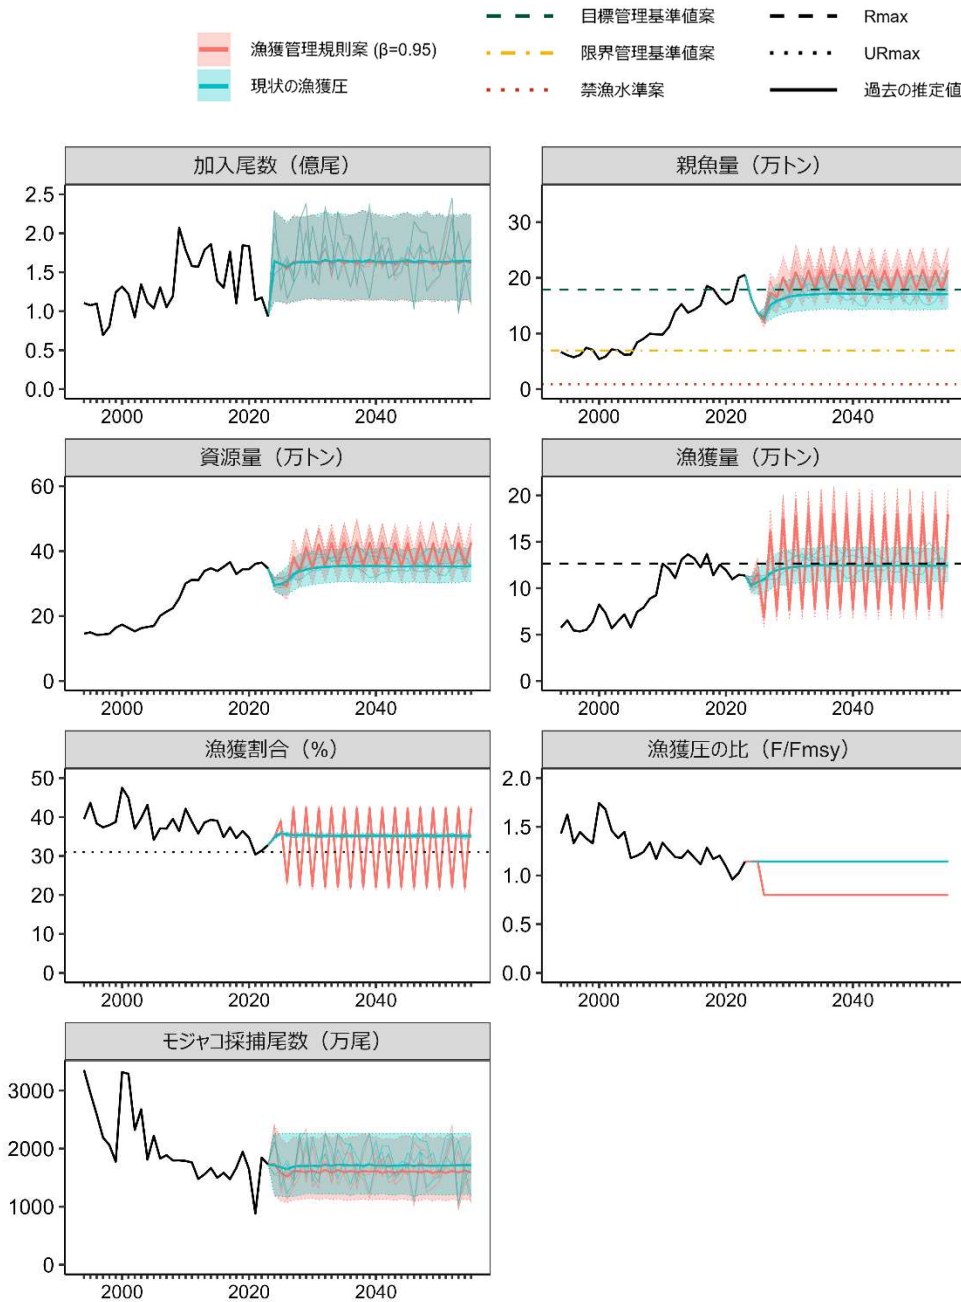 漁獲管理規則案 (β=0.95)
現状の漁獲圧
目標管理基準値案
限界管理基準値案
禁漁水準案
Rmax
URmax
過去の推定値
加入尾数（億尾）
2.5
2.0
1.5
1.0
0.5
0.0
2000 2020 2040
親魚量（万トン）
30
20
10
0
2000 2020 2040
資源量（万トン）
60
40
20
0
2000 2020 2040
漁獲量（万トン）
20
15
10
5
0
2000 2020 2040
漁獲割合（%）
50
40
30
20
10
0
2000 2020 2040
漁獲圧の比（F/Fmsy）
2.0
1.5
1.0
0.5
0.0
2000 2020 2040
モジャコ採捕尾数（万尾）
3000
2000
1000
0
2000 2020 2040